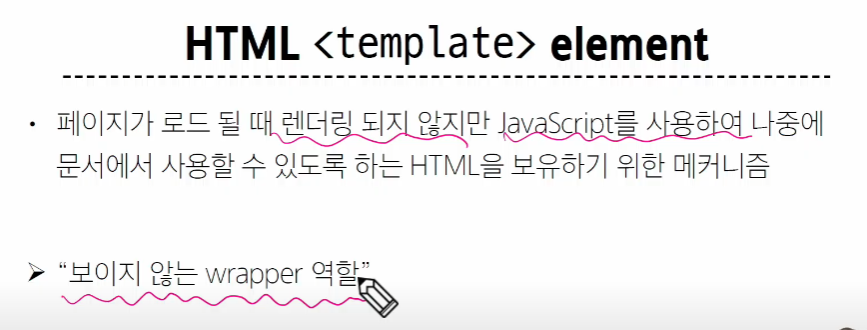 HTML <template> element
• 페이지가 로드 될 때 렌더링 되지 않지만 JavaScript를 사용하여 나중에
문서에서 사용할 수 있도록 하는 HTML을 보유하기 위한 메커니즘
➤ “보이지 않는 wrapper 역할”